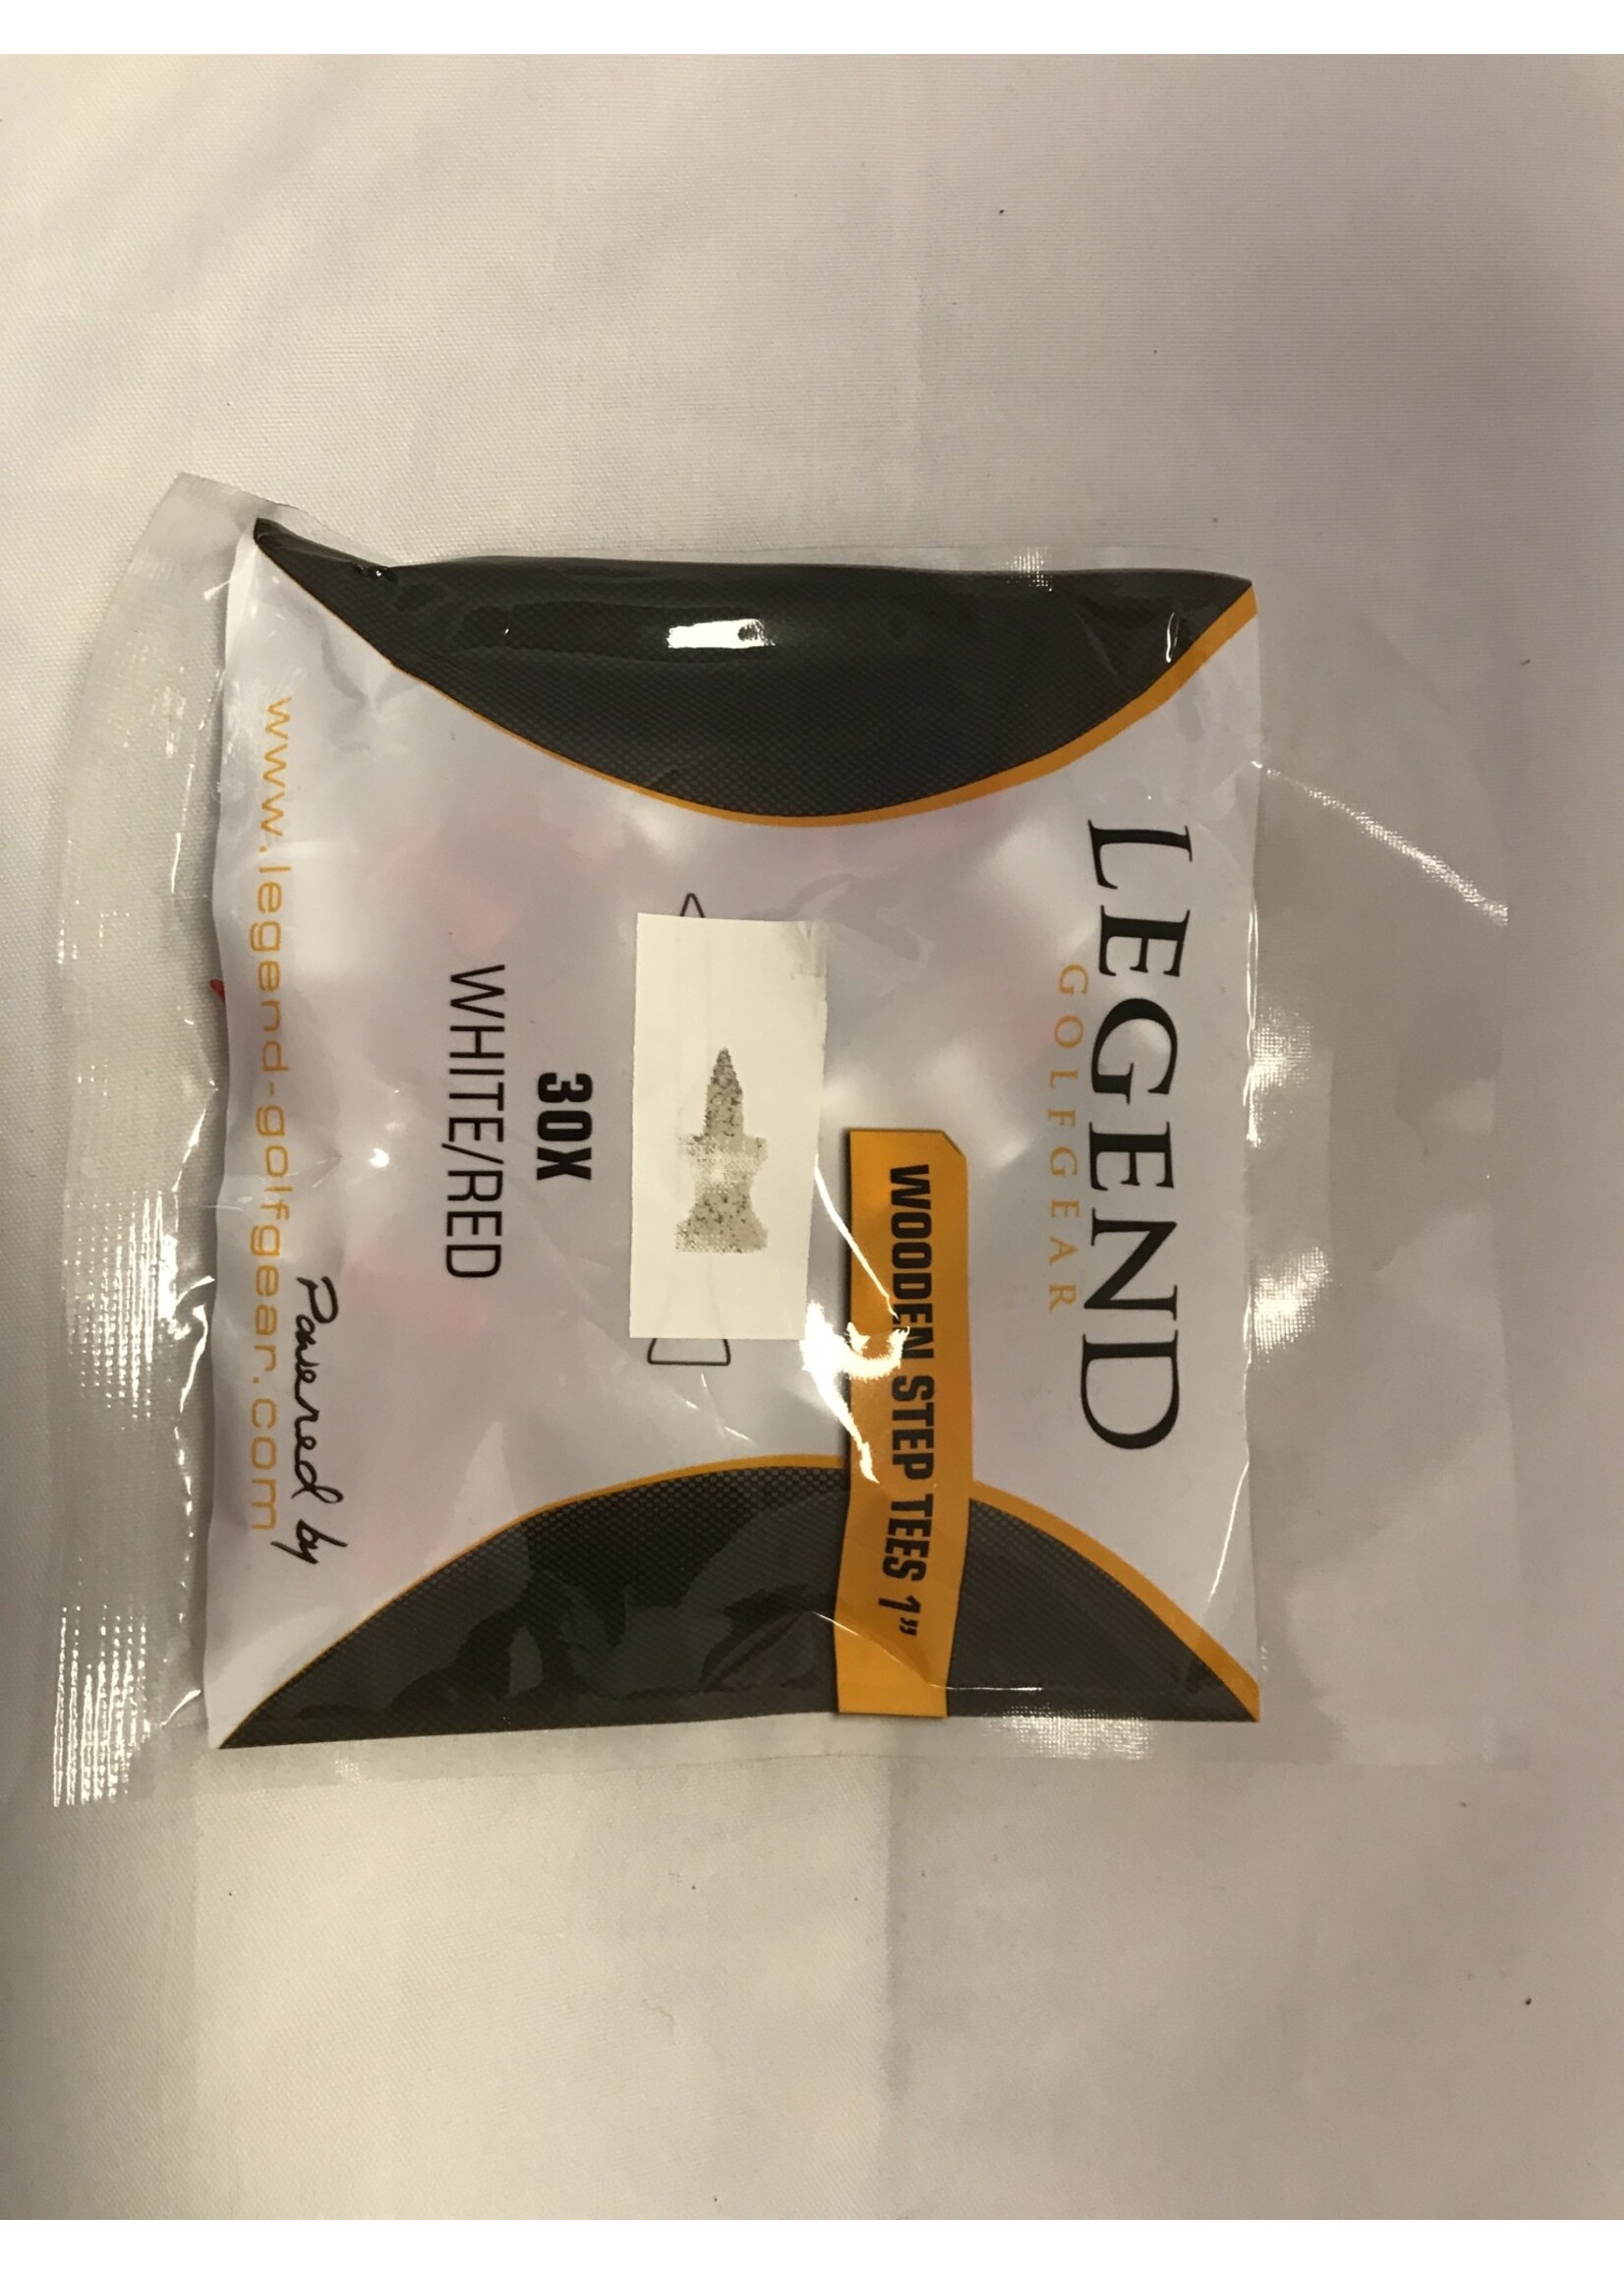 LEGEND
GOLFGEAR
WOODEN STEP TEES 1”
30X
WHITE/RED
Powered by
www.legend-golfgear.com